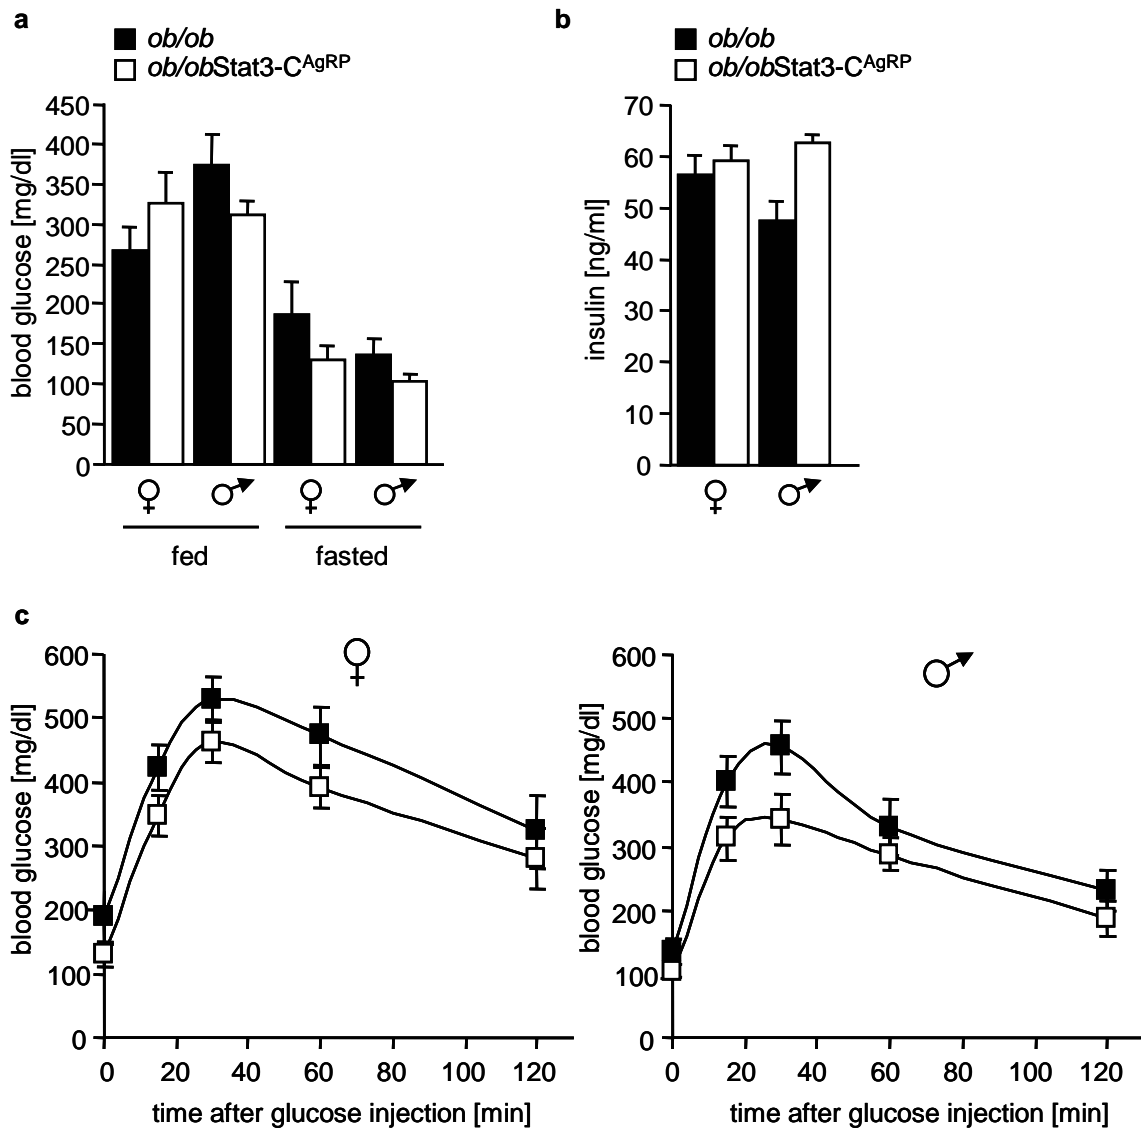 a
ob/ob
ob/obStat3-C^AgRP
blood glucose [mg/dl]
450
400
350
300
250
200
150
100
50
0
♀ ♂ ♀ ♂
fed fasted
b
ob/ob
ob/obStat3-C^AgRP
insulin [ng/ml]
70
60
50
40
30
20
10
0
♀ ♂
c
♀
blood glucose [mg/dl]
600
500
400
300
200
100
0
0 20 40 60 80 100 120
time after glucose injection [min]
♂
blood glucose [mg/dl]
600
500
400
300
200
100
0
0 20 40 60 80 100 120
time after glucose injection [min]